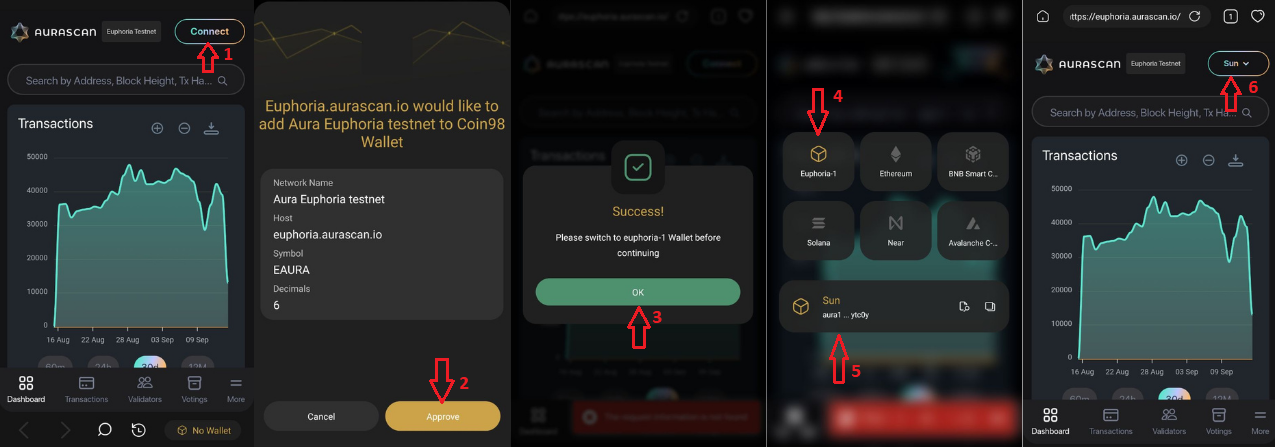 AURASCAN
Euphoria Testnet
Connect
1
Search by Address, Block Height, Tx Ha...
Transactions
50000
40000
30000
20000
10000
0
16 Aug 22 Aug 28 Aug 03 Sep 09 Sep
60m 24h 30d 12M
Dashboard Transactions Validators Votings More
No Wallet
Euphoria.aurascan.io would like to
add Aura Euphoria testnet to Coin98
Wallet
Network Name
Aura Euphoria testnet
Host
euphoria.aurascan.io
Symbol
EAURA
Decimals
6
2
Cancel Approve
Success!
Please switch to euphoria-1 Wallet before
continuing
OK
3
4
Euphoria-1 Ethereum BNB Smart C...
Solana Near Avalanche C-...
Sun
aura1 ... ytc0y
5
https://euphoria.aurascan.io/
1
AURASCAN
Euphoria Testnet
Sun
6
Search by Address, Block Height, Tx Ha...
Transactions
50000
40000
30000
20000
10000
0
16 Aug 22 Aug 28 Aug 03 Sep 09 Sep
60m 24h 30d 12M
Dashboard Transactions Validators Votings More